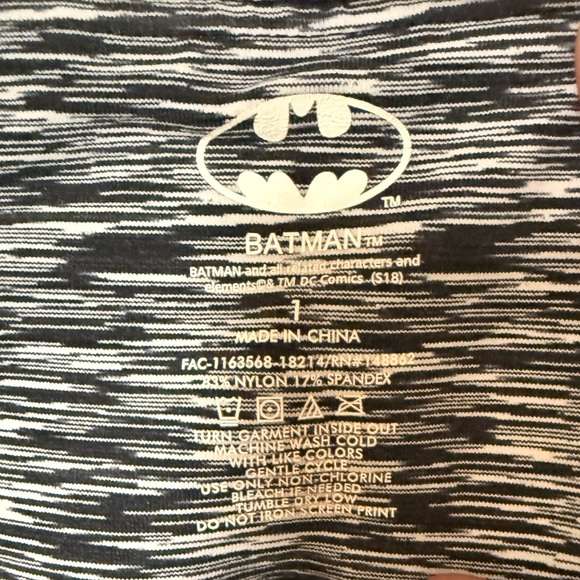 TM
BATMAN™
BATMAN and all related characters and
elements© & TM DC Comics. (S18)
1
MADE IN CHINA
FAC-1163568-18214/RN#148862
83% NYLON 17% SPANDEX
TURN GARMENT INSIDE OUT
MACHINE WASH COLD
WITH LIKE COLORS
GENTLE CYCLE
USE ONLY NON-CHLORINE
BLEACH IF NEEDED
TUMBLE DRY LOW
DO NOT IRON SCREEN PRINT